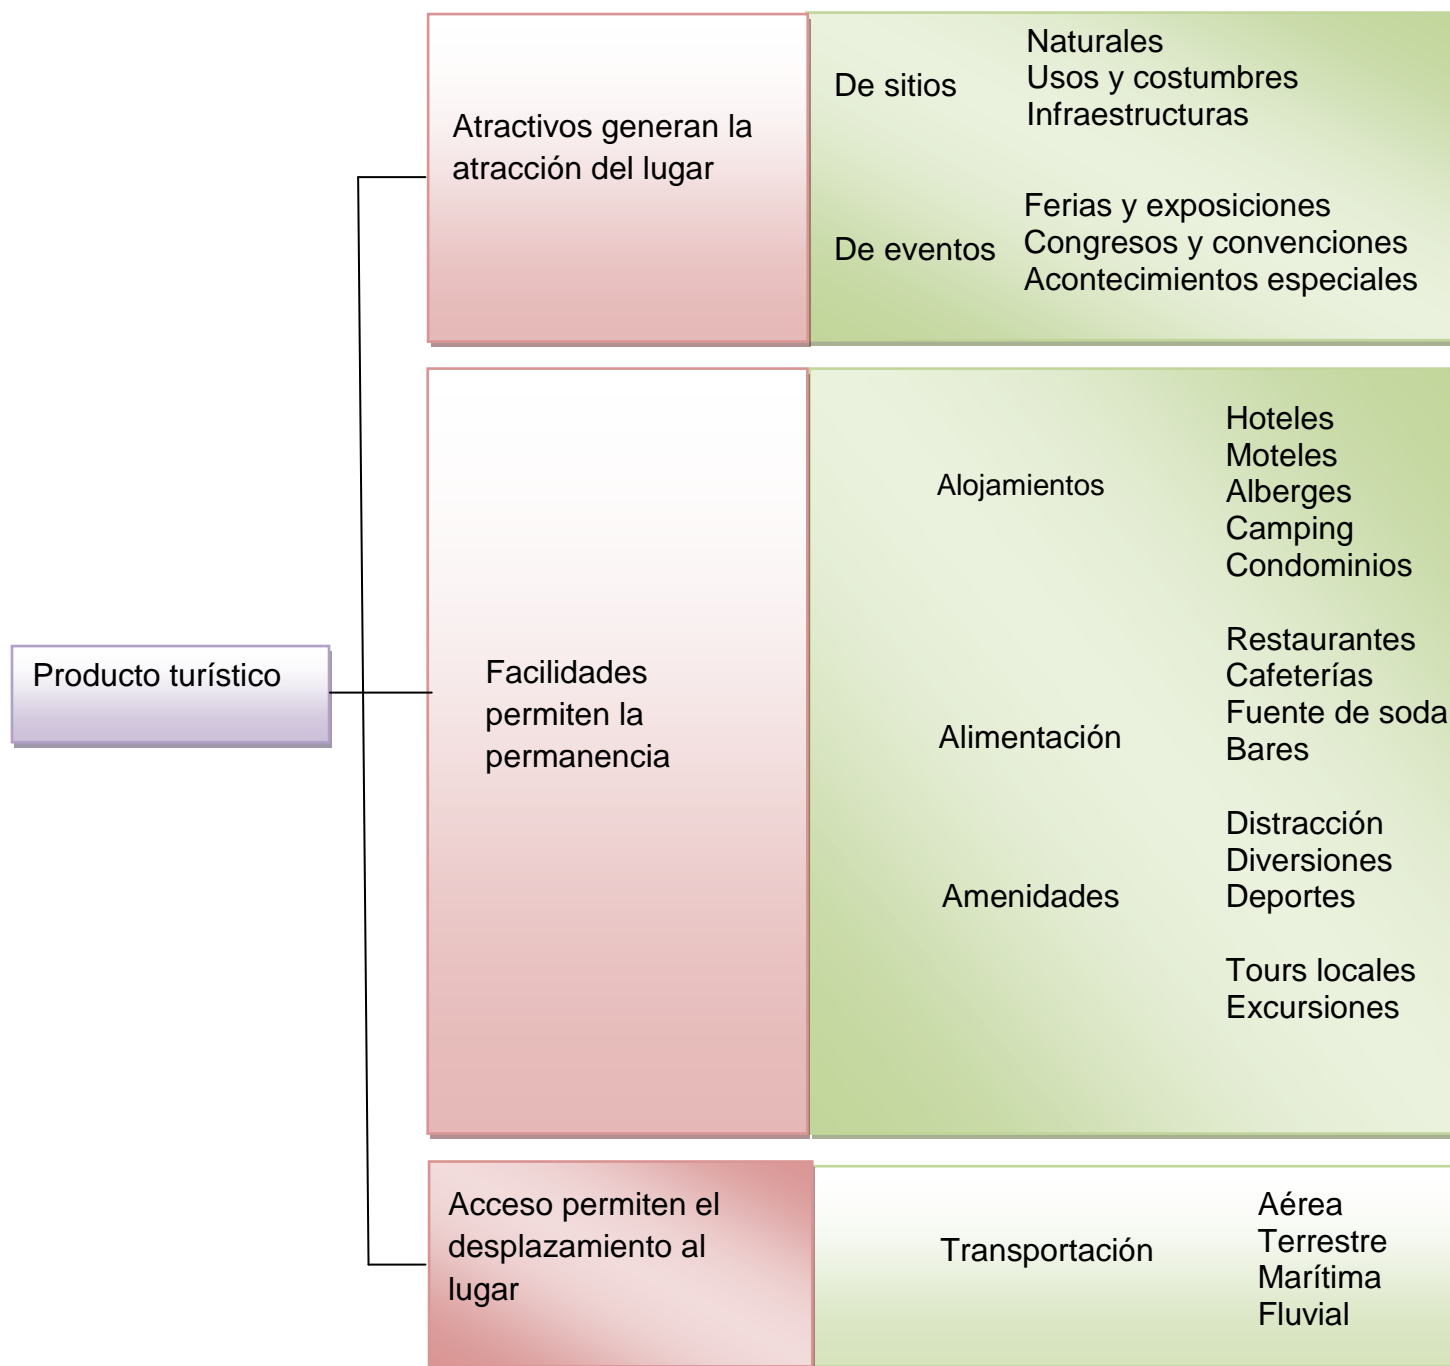 Producto turístico
Atractivos generan la
atracción del lugar
De sitios
Naturales
Usos y costumbres
Infraestructuras
De eventos
Ferias y exposiciones
Congresos y convenciones
Acontecimientos especiales
Facilidades
permiten la
permanencia
Alojamientos
Hoteles
Moteles
Alberges
Camping
Condominios
Alimentación
Restaurantes
Cafeterías
Fuente de soda
Bares
Amenidades
Distracción
Diversiones
Deportes
Tours locales
Excursiones
Acceso permiten el
desplazamiento al
lugar
Transportación
Aérea
Terrestre
Marítima
Fluvial